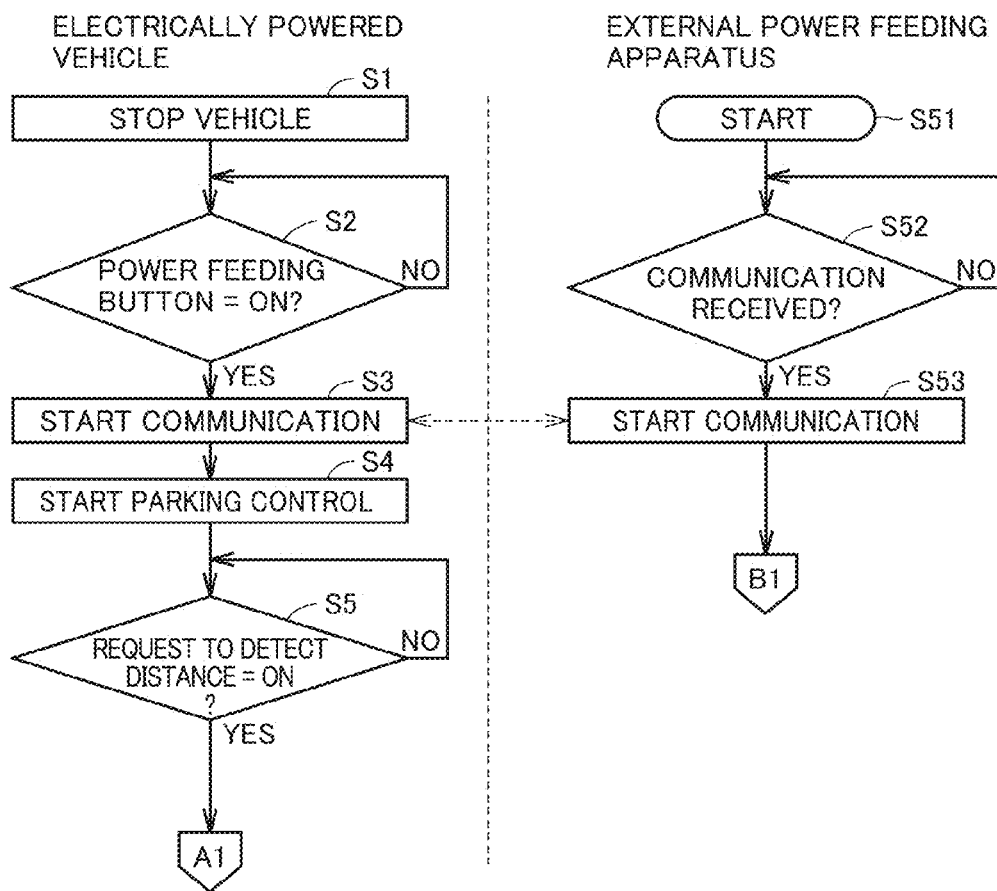 ELECTRICALLY POWERED
VEHICLE
S1
STOP VEHICLE
S2
POWER FEEDING
BUTTON = ON?
NO
YES
S3
START COMMUNICATION
S4
START PARKING CONTROL
S5
REQUEST TO DETECT
DISTANCE = ON
?
NO
YES
A1
EXTERNAL POWER FEEDING
APPARATUS
START
S51
S52
COMMUNICATION
RECEIVED?
NO
YES
S53
START COMMUNICATION
B1